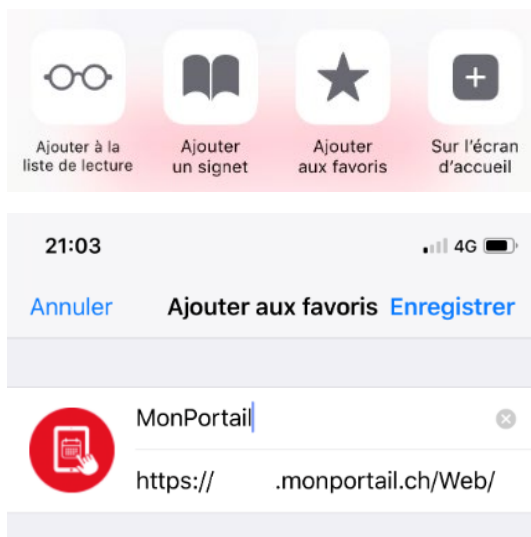 Ajouter à la
liste de lecture
Ajouter
un signet
Ajouter
aux favoris
Sur l'écran
d'accueil
21:03
4G
Annuler Ajouter aux favoris Enregistrer
MonPortail
https:// .monportail.ch/Web/